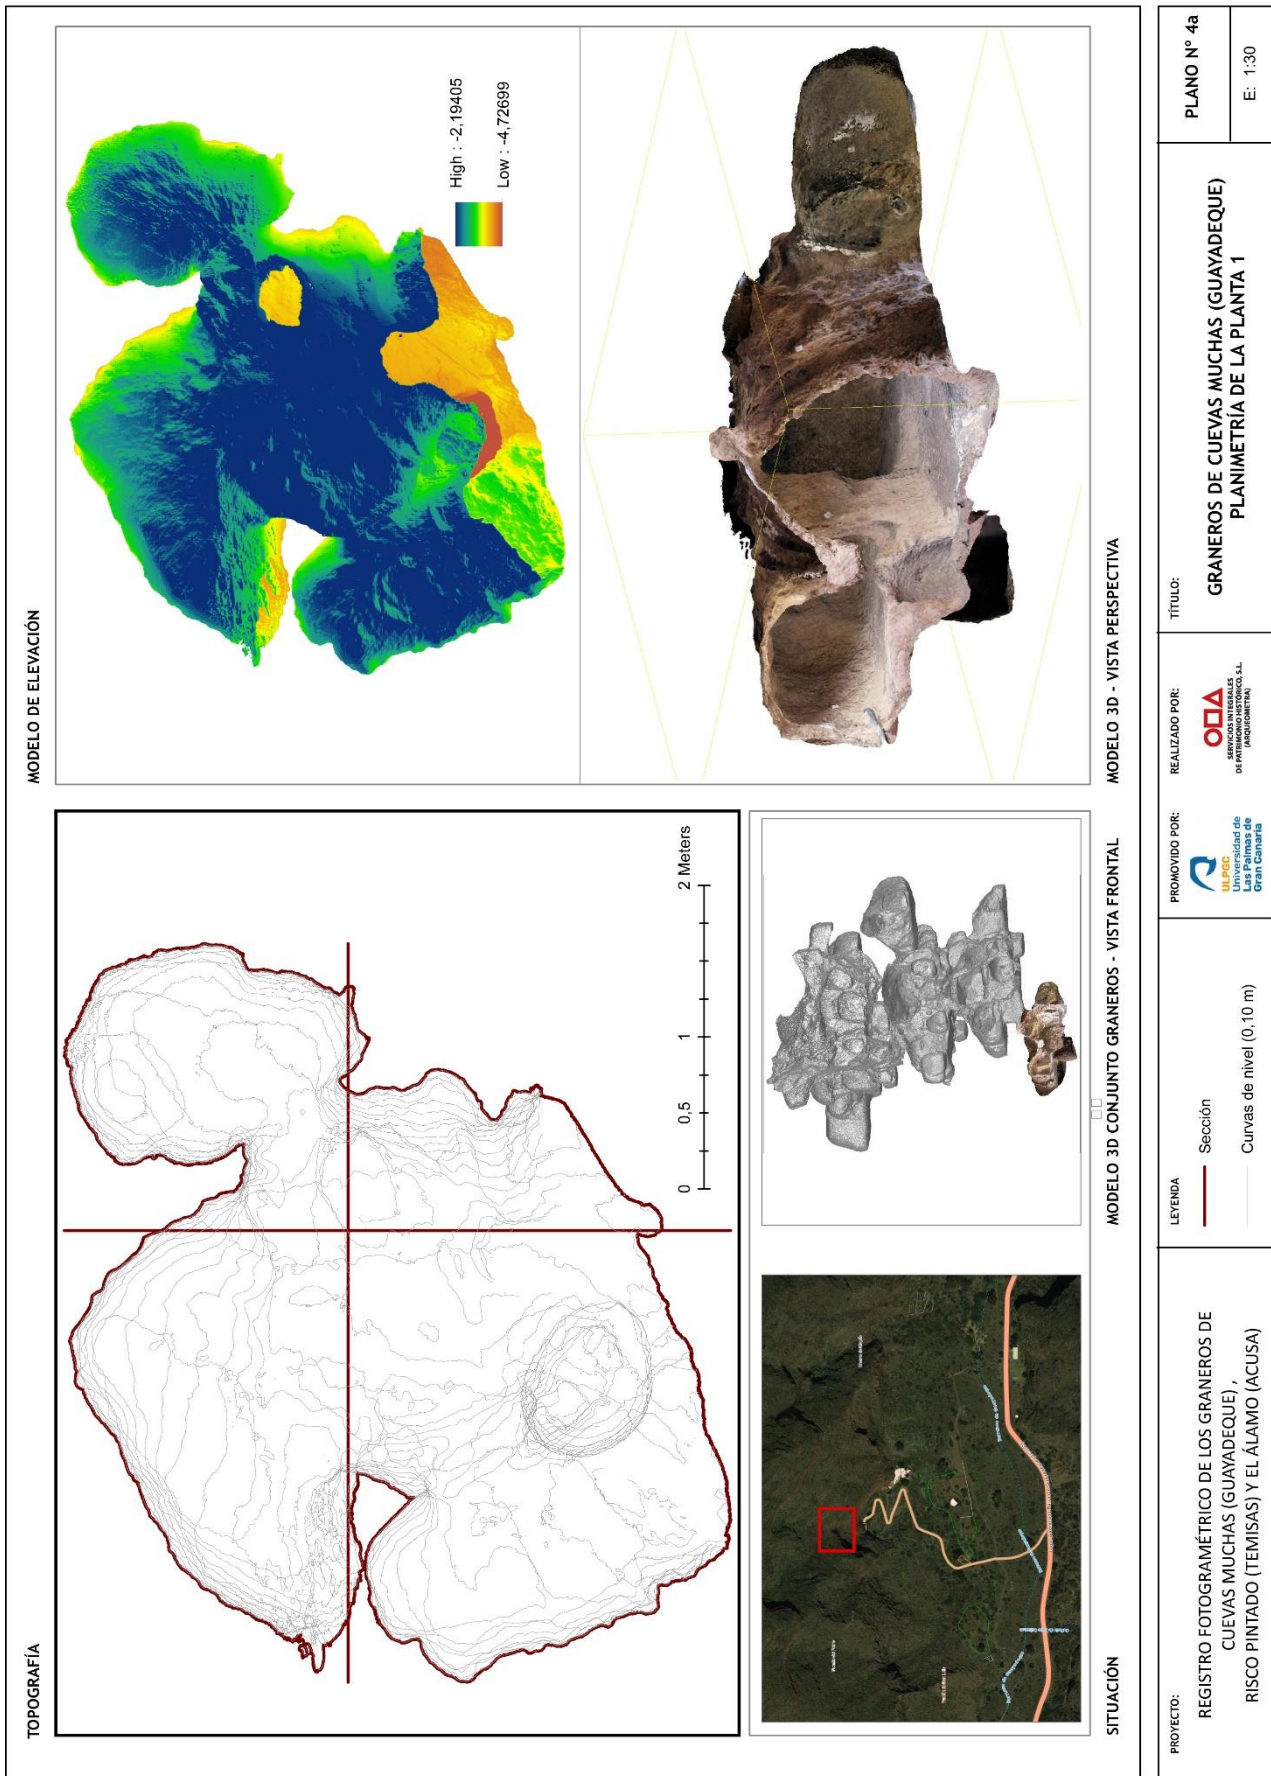 TOPOGRAFÍA
0
0,5
1
2 Meters
MODELO DE ELEVACIÓN
High : -2,19405
Low : -4,72699
SITUACIÓN
MODELO 3D CONJUNTO GRANEROS - VISTA FRONTAL
MODELO 3D - VISTA PERSPECTIVA
PROYECTO:
REGISTRO FOTOGRAMÉTRICO DE LOS GRANEROS DE
CUEVAS MUCHAS (GUAYADEQUE) ,
RISCO PINTADO (TEMISAS) Y EL ÁLAMO (ACUSA)
LEYENDA
Sección
Curvas de nivel (0,10 m)
PROMOVIDO POR:
ULPGC
Universidad de
Las Palmas de
Gran Canaria
REALIZADO POR:
SERVICIOS INTEGRALES
DE PATRIMONIO HISTÓRICO, S.L.
(ARQUEOMETRA)
TÍTULO:
GRANEROS DE CUEVAS MUCHAS (GUAYADEQUE)
PLANIMETRÍA DE LA PLANTA 1
PLANO Nº 4a
E: 1:30